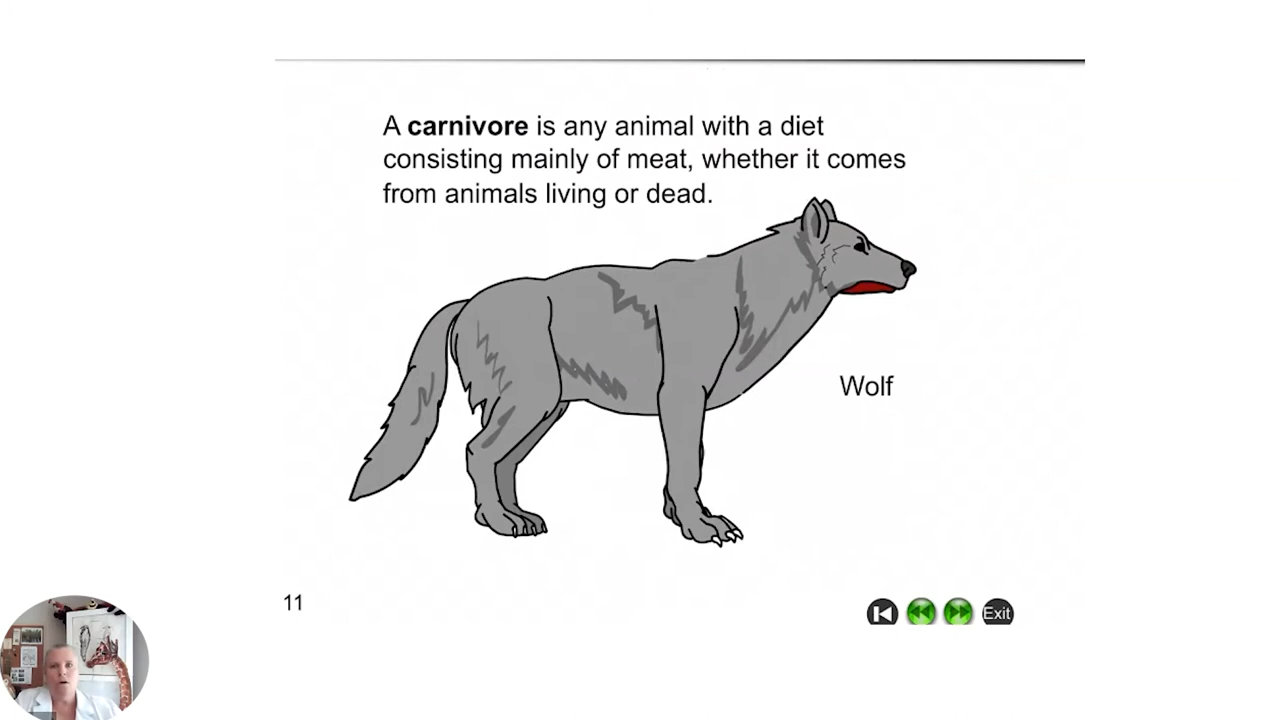 A carnivore is any animal with a diet
consisting mainly of meat, whether it comes
from animals living or dead.
Wolf
11
Exit